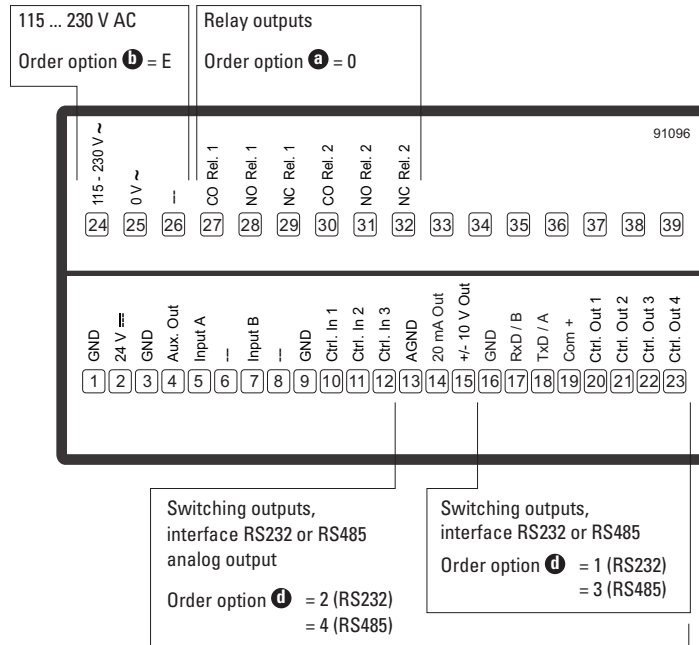 115 ... 230 V AC
Order option b = E
Relay outputs
Order option a = 0
91096
115 - 230 V ~
0 V ~
--
CO Rel. 1
NO Rel. 1
NC Rel. 1
CO Rel. 2
NO Rel. 2
NC Rel. 2
24 25 26 27 28 29 30 31 32 33 34 35 36 37 38 39
GND
24 V
GND
Aux. Out
Input A
--
Input B
--
GND
Ctrl. In 1
Ctrl. In 2
Ctrl. In 3
AGND
20 mA Out
+/- 10 V Out
GND
RxD / B
TxD / A
Com +
Ctrl. Out 1
Ctrl. Out 2
Ctrl. Out 3
Ctrl. Out 4
1 2 3 4 5 6 7 8 9 10 11 12 13 14 15 16 17 18 19 20 21 22 23
Switching outputs,
interface RS232 or RS485
analog output
Order option d = 2 (RS232)
= 4 (RS485)
Switching outputs,
interface RS232 or RS485
Order option d = 1 (RS232)
= 3 (RS485)